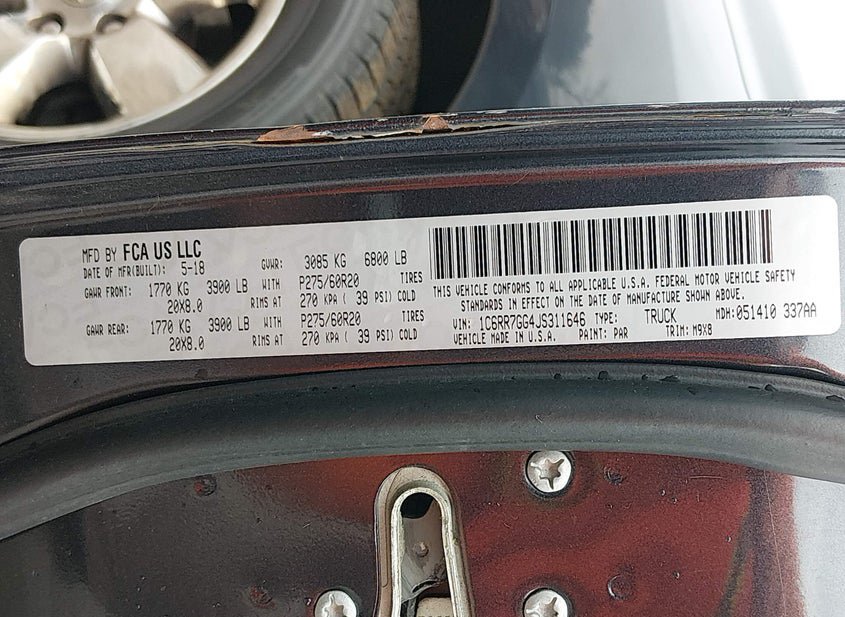 MFD BY FCA US LLC
DATE OF MFR(BUILT): 5-18 GVWR: 3085 KG 6800 LB
GAWR FRONT: 1770 KG 3900 LB WITH P275/60R20 TIRES
20X8.0 RIMS AT 270 KPA ( 39 PSI) COLD
GAWR REAR: 1770 KG 3900 LB WITH P275/60R20 TIRES
20X8.0 RIMS AT 270 KPA ( 39 PSI) COLD
THIS VEHICLE CONFORMS TO ALL APPLICABLE U.S.A. FEDERAL MOTOR VEHICLE SAFETY
STANDARDS IN EFFECT ON THE DATE OF MANUFACTURE SHOWN ABOVE.
VIN: 1C6RR7GG4JS311646 TYPE: TRUCK MDH:051410 337AA
VEHICLE MADE IN U.S.A. PAINT: PAR TRIM: M9X8